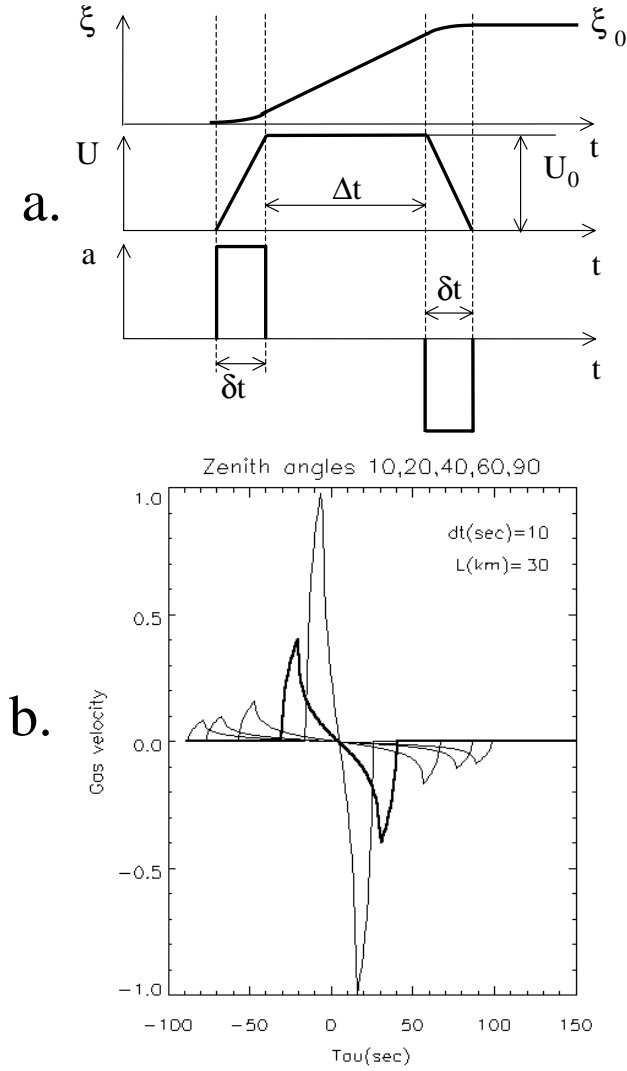 ξ
ξ0
t
U
Δt
U0
a.
a
t
δt
δt
t
Zenith angles 10,20,40,60,90
dt(sec)=10
L(km)= 30
b.
Gas velocity
1.0
0.5
0.0
−0.5
−1.0
−100 −50 0 50 100 150
Tau(sec)